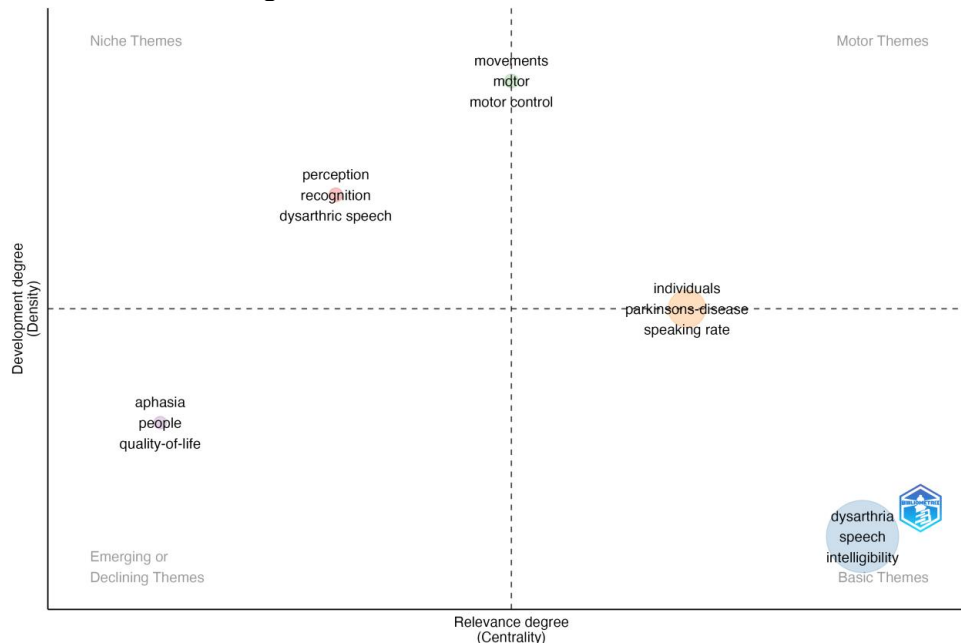 Niche Themes
Motor Themes
movements
motor
motor control
perception
recognition
dysarthric speech
Development degree
(Density)
individuals
parkinsons-disease
speaking rate
aphasia
people
quality-of-life
BIBLIOMETRIX
dysarthria
speech
intelligibility
Emerging or
Declining Themes
Basic Themes
Relevance degree
(Centrality)